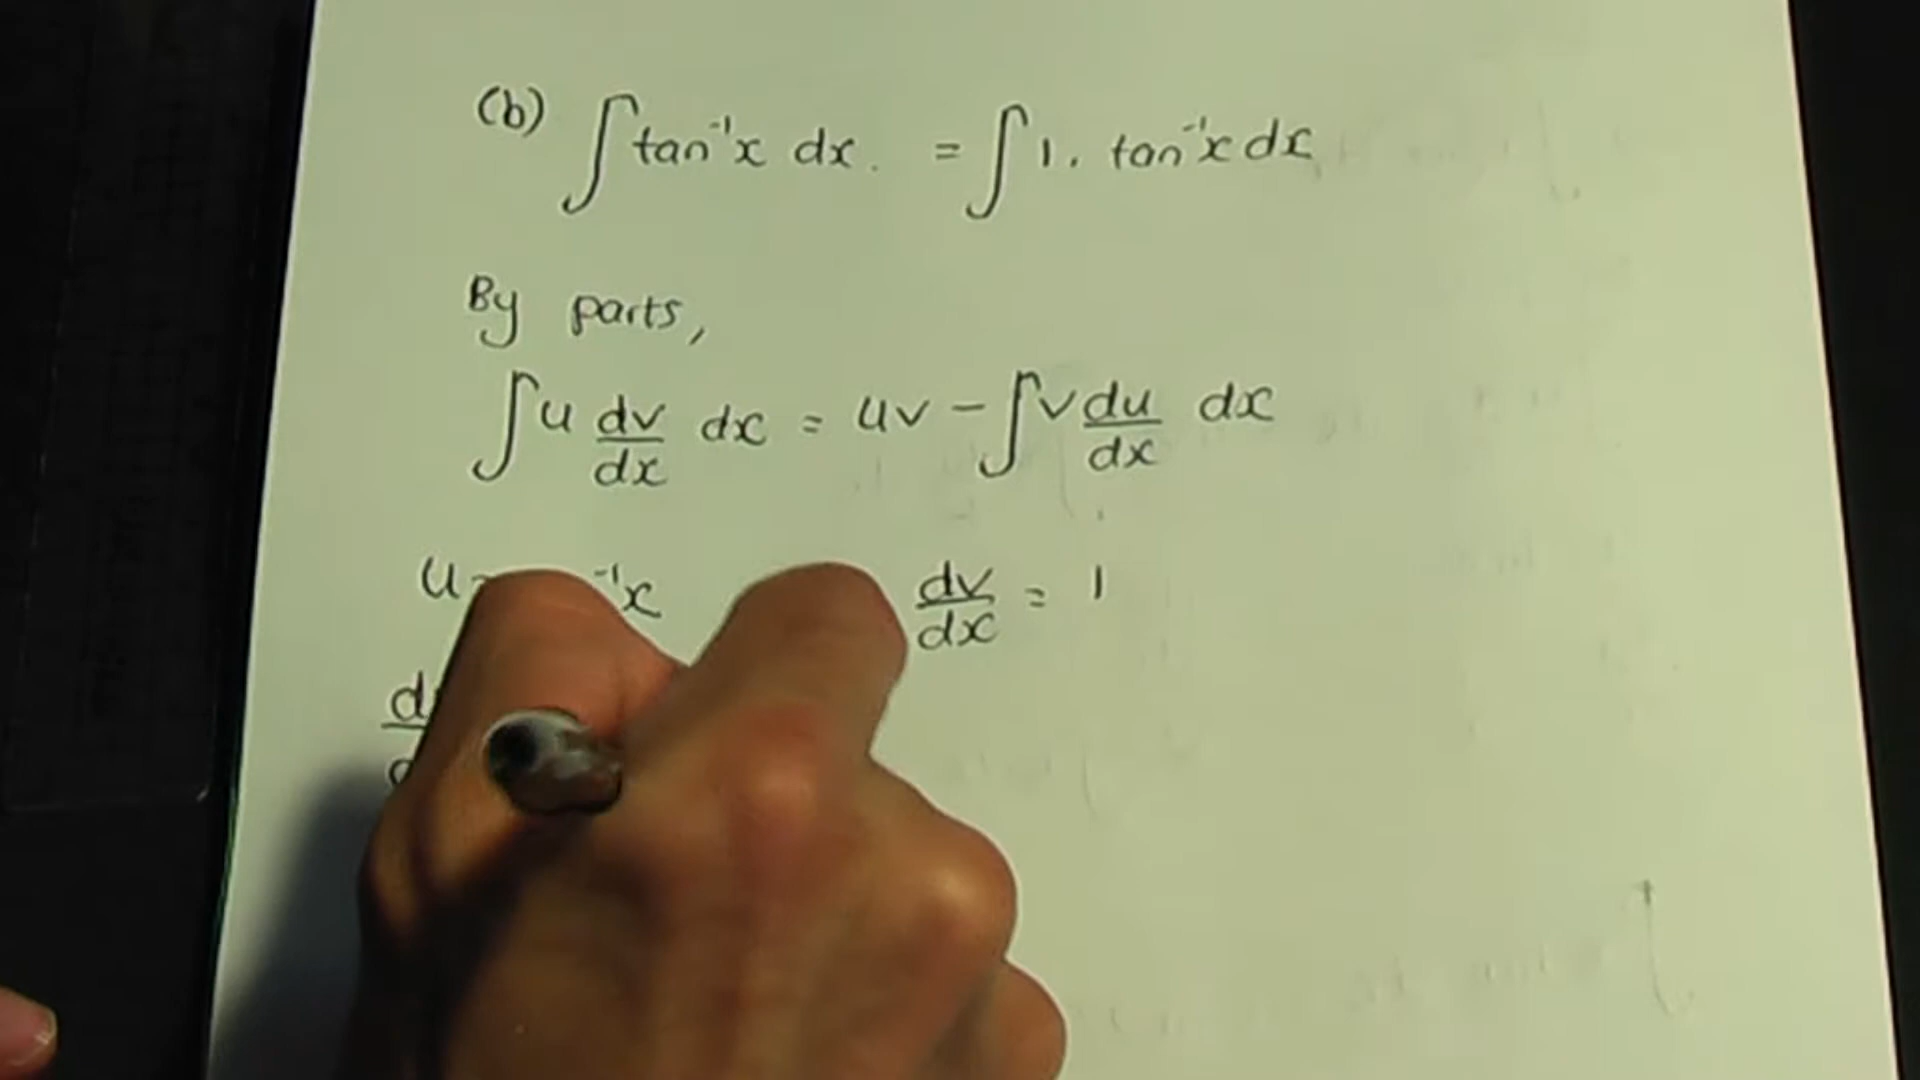 (b) ∫ tan⁻¹x dx. = ∫ 1. tan⁻¹x dx
By parts,
∫ u dv/dx dx = uv - ∫ v du/dx dx
u = ⁻¹x dv/dx = 1
d